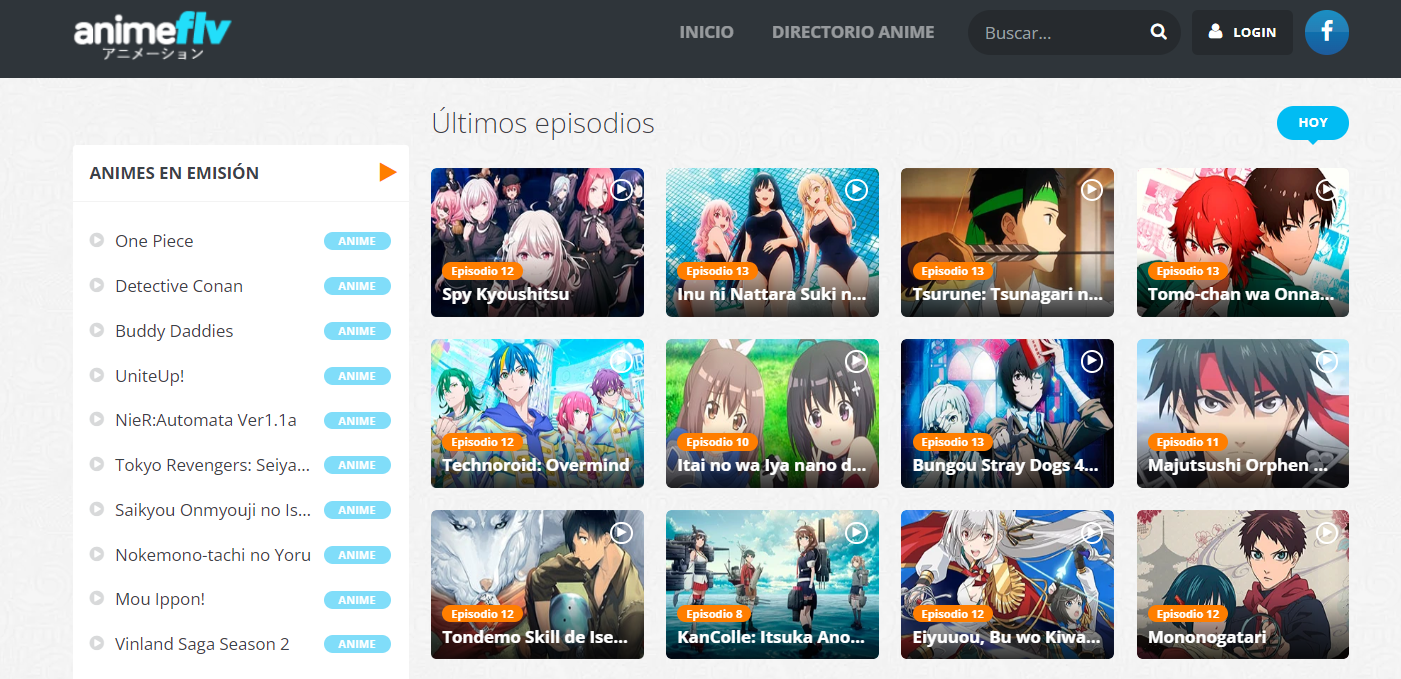 animeflv
アニメーション
INICIO
DIRECTORIO ANIME
Buscar...
LOGIN
Últimos episodios
HOY
ANIMES EN EMISIÓN
One Piece ANIME
Detective Conan ANIME
Buddy Daddies ANIME
UniteUp! ANIME
NieR:Automata Ver1.1a ANIME
Tokyo Revengers: Seiya... ANIME
Saikyou Onmyouji no Is... ANIME
Nokemono-tachi no Yoru ANIME
Mou Ippon! ANIME
Vinland Saga Season 2 ANIME
Episodio 12
Spy Kyoushitsu
Episodio 13
Inu ni Nattara Suki n...
Episodio 13
Tsurune: Tsunagari n...
Episodio 13
Tomo-chan wa Onna...
Episodio 12
Technoroid: Overmind
Episodio 10
Itai no wa Iya nano d...
Episodio 13
Bungou Stray Dogs 4...
Episodio 11
Majutsushi Orphen ...
Episodio 12
Tondemo Skill de Ise...
Episodio 8
KanColle: Itsuka Ano...
Episodio 12
Eiyuuou, Bu wo Kiwa...
Episodio 12
Mononogatari